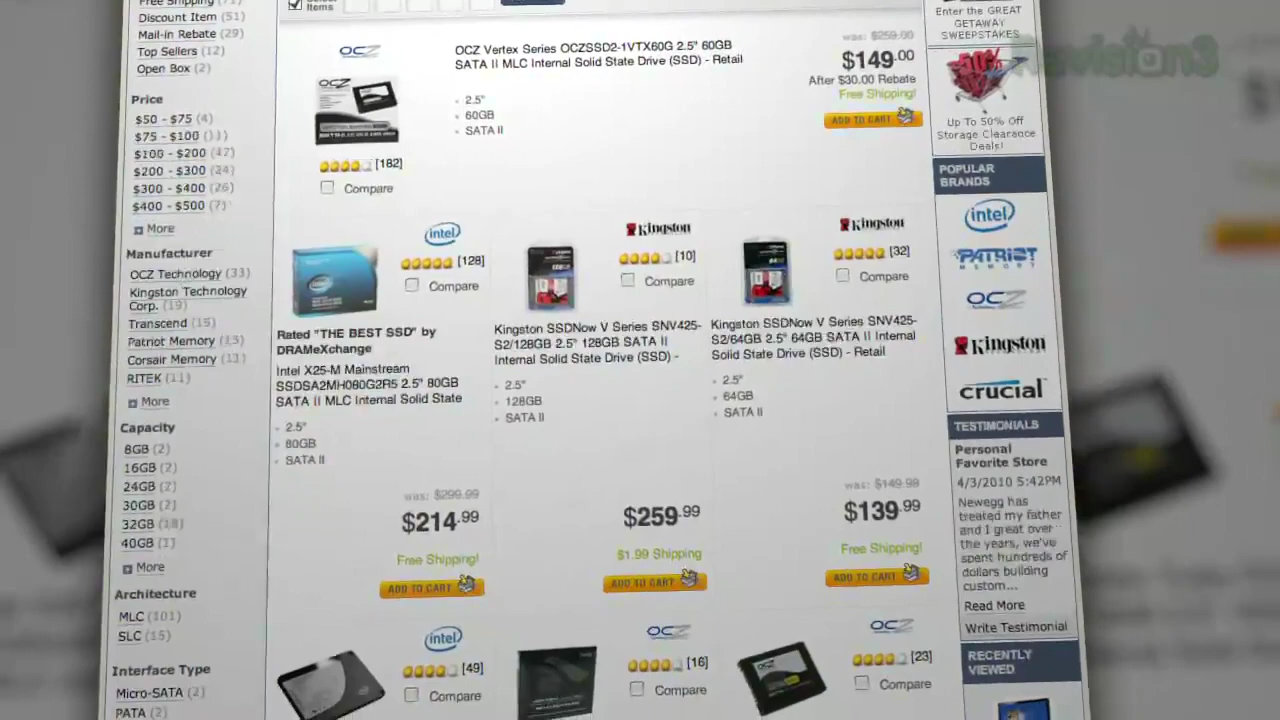 Free Shipping (71)
Discount Item (51)
Mail-in Rebate (29)
Top Sellers (12)
Open Box (2)
Price
$50 - $75 (4)
$75 - $100 (11)
$100 - $200 (47)
$200 - $300 (24)
$300 - $400 (26)
$400 - $500 (7)
More
Manufacturer
OCZ Technology (33)
Kingston Technology
Corp. (19)
Transcend (15)
Patriot Memory (13)
Corsair Memory (11)
RITEK (11)
More
Capacity
8GB (2)
16GB (2)
24GB (2)
30GB (2)
32GB (18)
40GB (1)
More
Architecture
MLC (101)
SLC (15)
Interface Type
Micro-SATA (2)
PATA (2)
Select
Items
OCZ
OCZ Vertex Series OCZSSD2-1VTX60G 2.5" 60GB
SATA II MLC Internal Solid State Drive (SSD) - Retail
2.5"
60GB
SATA II
[182]
Compare
was: $259.00
$149.00
After $30.00 Rebate
Free Shipping!
ADD TO CART
intel
[128]
Compare
Rated "THE BEST SSD" by
DRAMeXchange
Intel X25-M Mainstream
SSDSA2MH080G2R5 2.5" 80GB
SATA II MLC Internal Solid State
2.5"
80GB
SATA II
was: $299.99
$214.99
Free Shipping!
ADD TO CART
Kingston
[10]
Compare
Kingston SSDNow V Series SNV425-
S2/128GB 2.5" 128GB SATA II
Internal Solid State Drive (SSD) -
2.5"
128GB
SATA II
$259.99
$1.99 Shipping
ADD TO CART
Kingston
[32]
Compare
Kingston SSDNow V Series SNV425-
S2/64GB 2.5" 64GB SATA II Internal
Solid State Drive (SSD) - Retail
2.5"
64GB
SATA II
was: $149.99
$139.99
Free Shipping!
ADD TO CART
intel
[49]
Compare
OCZ
[16]
Compare
OCZ
[23]
Compare
Enter the GREAT
GETAWAY
SWEEPSTAKES
50%
Revision3
Up To 50% Off
Storage Clearance
Deals!
POPULAR
BRANDS
intel
PATRIOT
MEMORY
OCZ
Kingston
crucial
TESTIMONIALS
Personal
Favorite Store
4/3/2010 5:42PM
Newegg has
treated my father
and I great over
the years, we've
spent hundreds of
dollars building
custom...
Read More
Write Testimonial
RECENTLY
VIEWED